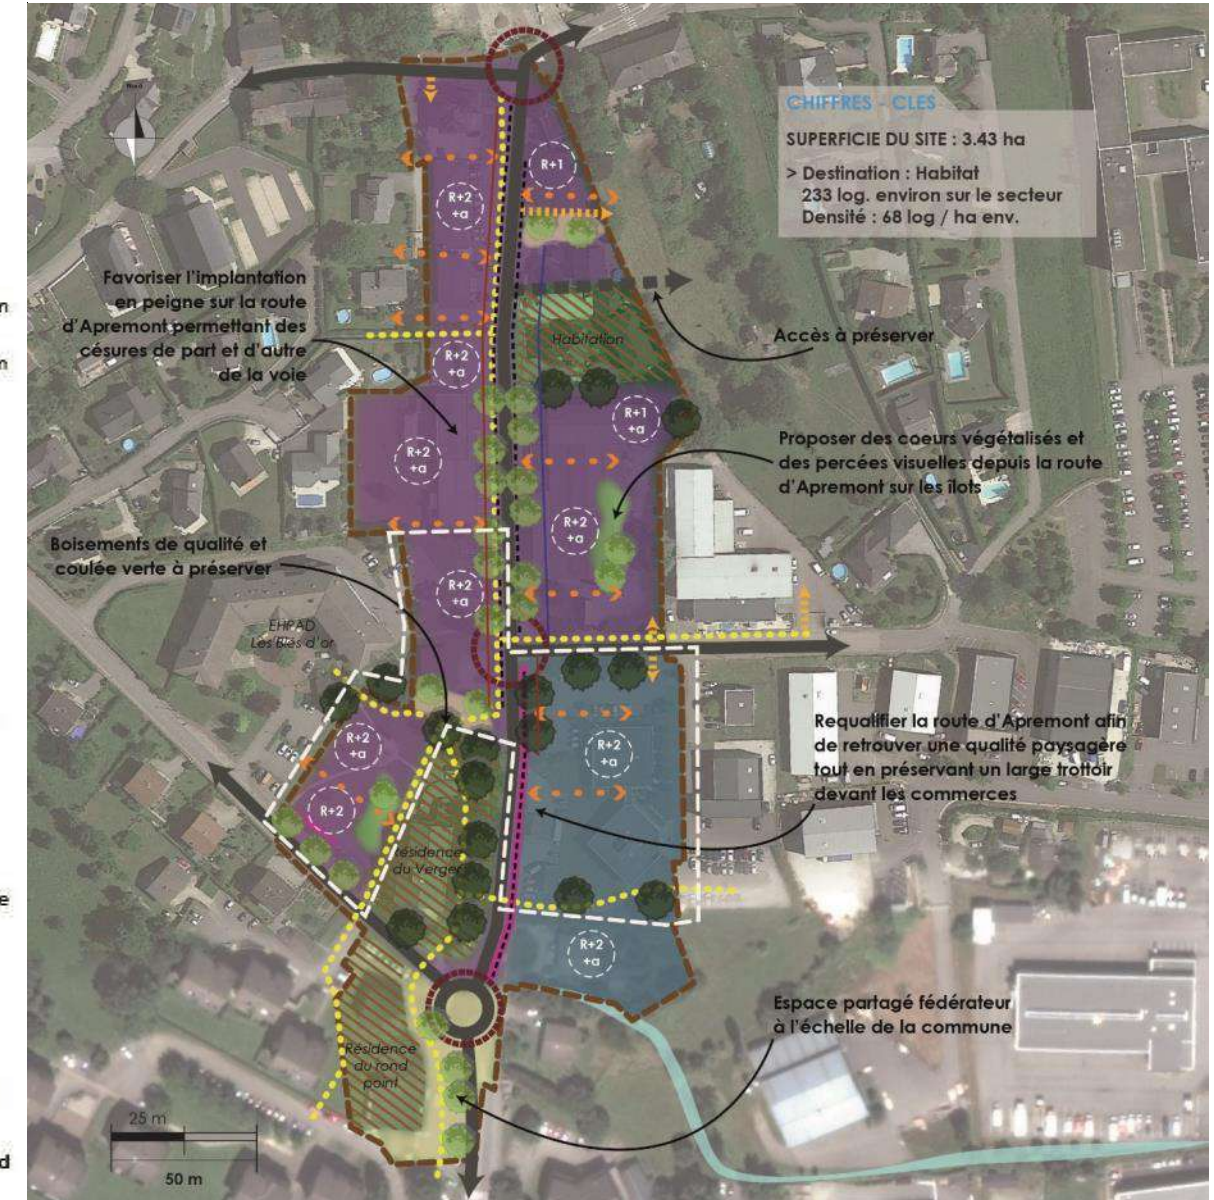 Nord
CHIFFRES - CLES
SUPERFICIE DU SITE : 3.43 ha
> Destination : Habitat
233 log. environ sur le secteur
Densité : 68 log / ha env.
R+1
R+2
+a
Favoriser l'implantation
en peigne sur la route
d'Apremont permettant des
césures de part et d'autre
de la voie
n
n
Habitation
Accès à préserver
R+2
+a
R+1
+a
R+2
+a
Proposer des coeurs végétalisés et
des percées visuelles depuis la route
d'Apremont sur les îlots
R+2
+a
Boisements de qualité et
coulée verte à préserver
R+2
+a
EHPAD
Les Blés d'or
R+2
+a
R+2
+a
R+2
Requalifier la route d'Apremont afin
de retrouver une qualité paysagère
tout en préservant un large trottoir
devant les commerces
résidence
du Verger
e
R+2
+a
Espace partagé fédérateur
à l'échelle de la commune
Résidence
du rond
point
25 m
50 m
d